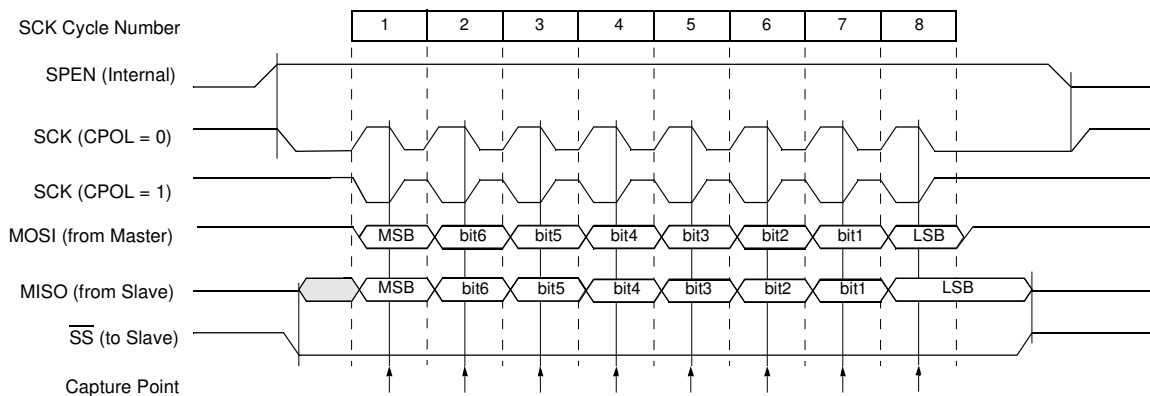 SCK Cycle Number 1 2 3 4 5 6 7 8
SPEN (Internal)
SCK (CPOL = 0)
SCK (CPOL = 1)
MOSI (from Master) MSB bit6 bit5 bit4 bit3 bit2 bit1 LSB
MISO (from Slave) MSB bit6 bit5 bit4 bit3 bit2 bit1 LSB
SS (to Slave)
Capture Point